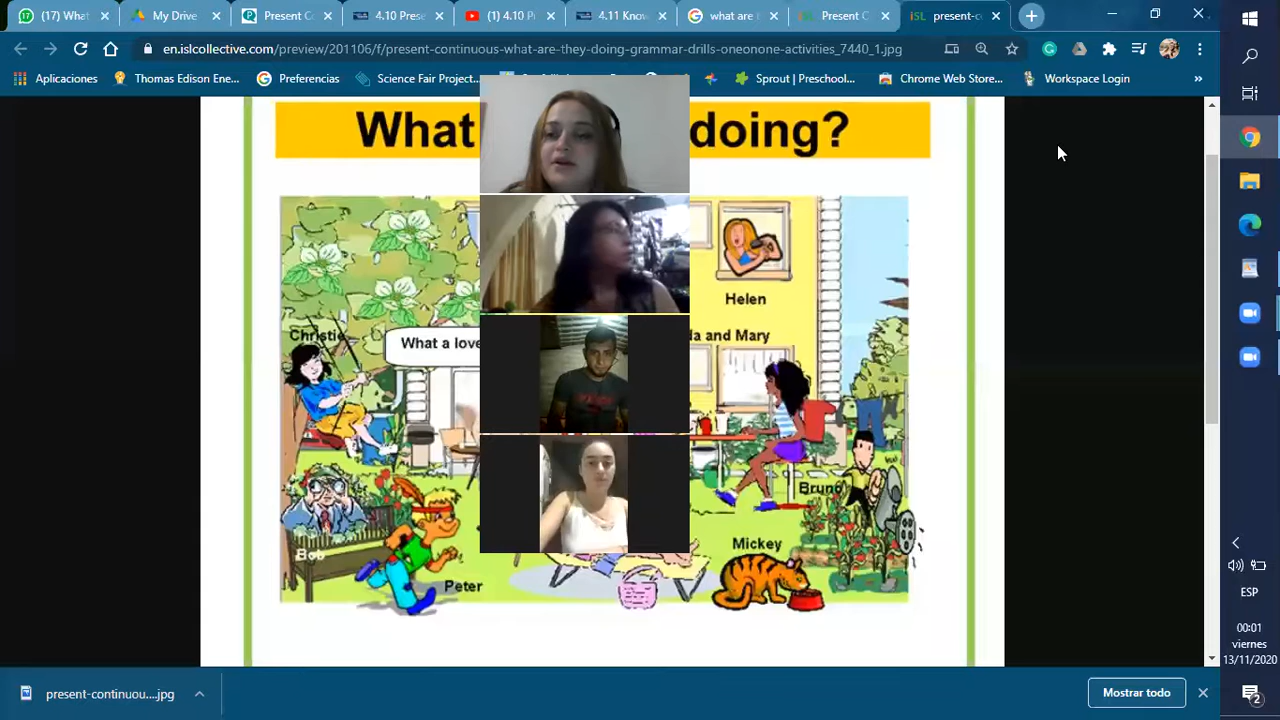 (17) What
My Drive
Present C
4.10 Prese
(1) 4.10 Pr
4.11 Know
what are t
Present C
present-c
en.islcollective.com/preview/201106/f/present-continuous-what-are-they-doing-grammar-drills-oneonone-activities_7440_1.jpg
Aplicaciones
Thomas Edison Ene...
Preferencias
Science Fair Project...
Sprout | Preschool...
Chrome Web Store...
Workspace Login
»
What doing?
Helen
Christie
and Mary
What a love
Bruno
Bob
Mickey
Peter
ESP
00:01
viernes
13/11/2020
2
present-continuou....jpg
Mostrar todo